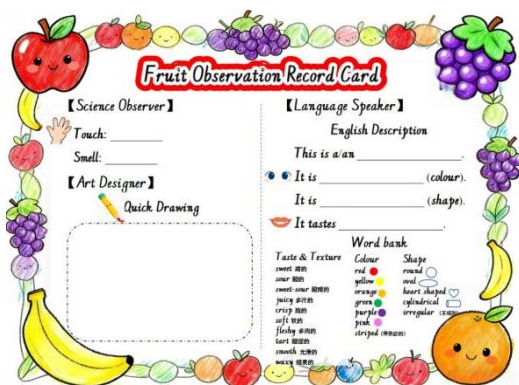 Fruit Observation Record Card
【Science Observer】
Touch: ________
Smell: ________
【Art Designer】
Quick Drawing
【Language Speaker】
English Description
This is a/an ________________.
It is ________________ (colour).
It is ________________ (shape).
It tastes ________________.
Word bank
Taste & Texture
sweet 甜的
sour 酸的
sweet-sour 酸甜的
juicy 多汁的
crisp 脆的
soft 软的
fleshy 多肉的
tart 酸涩的
smooth 光滑的
waxy
Colour
red
yellow
orange
green
purple
pink
striped
Shape
round
oval
heart shaped
cylindrical
irregular